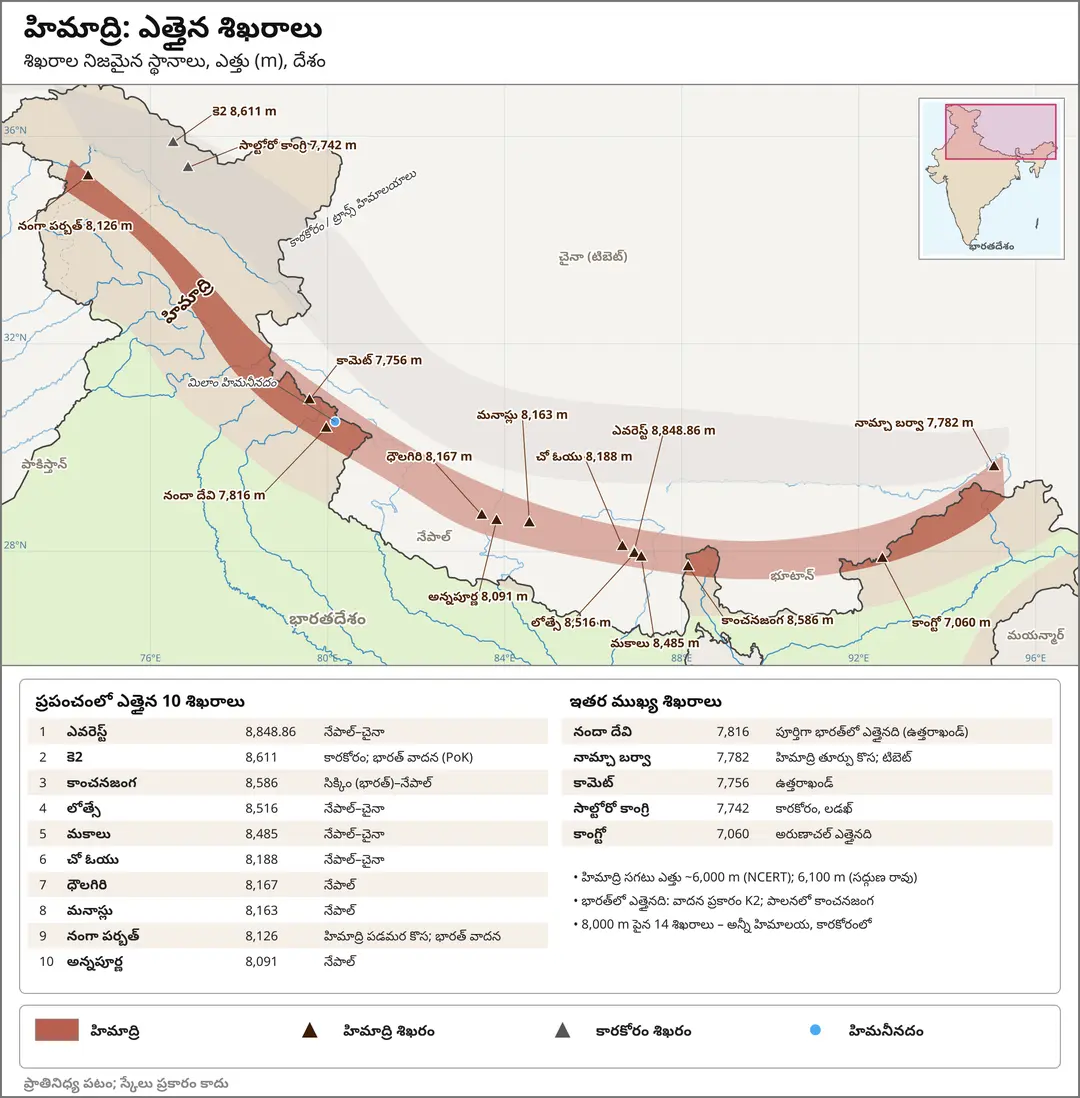 హిమాద్రి: ఎత్తైన శిఖరాలు
శిఖరాల నిజమైన స్థానాలు, ఎత్తు (m), దేశం
కె2 8,611 m
36°N
సాల్టోరో కాంగ్రి 7,742 m
కారకోరం / ట్రాన్స్ హిమాలయాలు
నంగా పర్బత్ 8,126 m
చైనా (టిబెట్)
భారతదేశం
హిమాద్రి
32°N
కామెట్ 7,756 m
మిలాం హిమనీనదం
మనాస్లు 8,163 m
ఎవరెస్ట్ 8,848.86 m
నామ్చా బర్వా 7,782 m
ధౌలగిరి 8,167 m
చో ఓయు 8,188 m
పాకిస్తాన్
నందా దేవి 7,816 m
నేపాల్
28°N
భూటాన్
అన్నపూర్ణ 8,091 m
భారతదేశం
లోత్సే 8,516 m
కాంచనజంగ 8,586 m
కాంగ్టో 7,060 m
మకాలు 8,485 m
మయన్మార్
76°E
80°E
84°E
88°E
92°E
96°E
ప్రపంచంలో ఎత్తైన 10 శిఖరాలు
1 ఎవరెస్ట్ 8,848.86 నేపాల్–చైనా
2 కె2 8,611 కారకోరం; భారత్ వాదన (PoK)
3 కాంచనజంగ 8,586 సిక్కిం (భారత్)–నేపాల్
4 లోత్సే 8,516 నేపాల్–చైనా
5 మకాలు 8,485 నేపాల్–చైనా
6 చో ఓయు 8,188 నేపాల్–చైనా
7 ధౌలగిరి 8,167 నేపాల్
8 మనాస్లు 8,163 నేపాల్
9 నంగా పర్బత్ 8,126 హిమాద్రి పడమర కొస; భారత్ వాదన
10 అన్నపూర్ణ 8,091 నేపాల్
ఇతర ముఖ్య శిఖరాలు
నందా దేవి 7,816 పూర్తిగా భారత్‌లో ఎత్తైనది (ఉత్తరాఖండ్)
నామ్చా బర్వా 7,782 హిమాద్రి తూర్పు కొస; టిబెట్
కామెట్ 7,756 ఉత్తరాఖండ్
సాల్టోరో కాంగ్రి 7,742 కారకోరం, లడఖ్
కాంగ్టో 7,060 అరుణాచల్ ఎత్తైనది
• హిమాద్రి సగటు ఎత్తు ~6,000 m (NCERT); 6,100 m (సద్గుణ రావు)
• భారత్‌లో ఎత్తైనది: వాదన ప్రకారం K2; పాలనలో కాంచనజంగ
• 8,000 m పైన 14 శిఖరాలు – అన్నీ హిమాలయ, కారకోరంలో
హిమాద్రి
హిమాద్రి శిఖరం
కారకోరం శిఖరం
హిమనీనదం
ప్రాతినిధ్య పటం; స్కేలు ప్రకారం కాదు